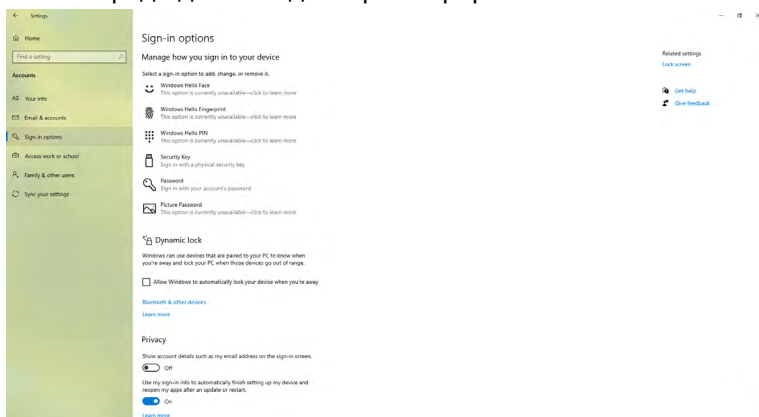 Settings
Home
Find a setting
Accounts
Your info
Email & accounts
Sign-in options
Access work or school
Family & other users
Sync your settings
Sign-in options
Manage how you sign in to your device
Select a sign-in option to add, change, or remove it.
Windows Hello Face
This option is currently unavailable—click to learn more
Windows Hello Fingerprint
This option is currently unavailable—click to learn more
Windows Hello PIN
This option is currently unavailable—click to learn more
Security Key
Sign in with a physical security key
Password
Sign in with your account's password
Picture Password
This option is currently unavailable—click to learn more
Dynamic lock
Windows can use devices that are paired to your PC to know when
you're away and lock your PC when those devices go out of range.
Allow Windows to automatically lock your device when you're away
Bluetooth & other devices
Learn more
Privacy
Show account details such as my email address on the sign-in screen.
Off
Use my sign-in info to automatically finish setting up my device and
reopen my apps after an update or restart.
On
Learn more
Related settings
Lock screen
Get help
Give feedback